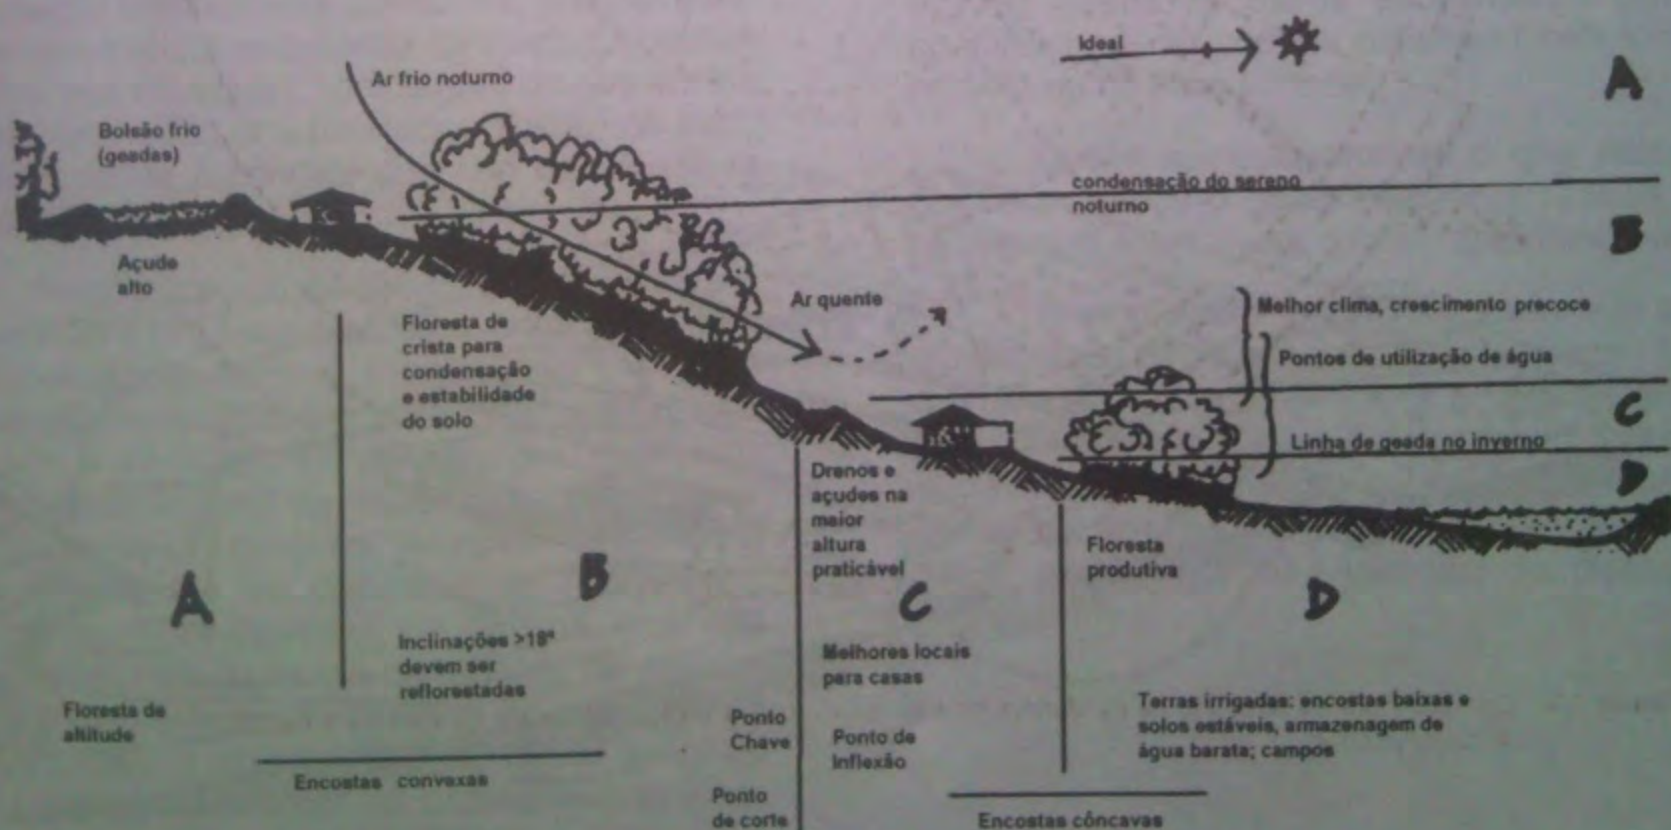 Ideal
A
Ar frio noturno
Bolsão frio
(geadas)
condensação do sereno
noturno
B
Açude
alto
Ar quente
Melhor clima, crescimento precoce
Floresta de
crista para
condensação
e estabilidade
do solo
Pontos de utilização de água
C
Linha de geada no inverno
D
Drenos e
açudes na
maior
altura
praticável
Floresta
produtiva
A
B
C
D
Inclinações >18º
devem ser
reflorestadas
Melhores locais
para casas
Floresta de
altitude
Ponto
Chave
Ponto de
Inflexão
Terras irrigadas: encostas baixas e
solos estáveis, armazenagem de
água barata; campos
Encostas convexas
Ponto
de corte
Encostas côncavas